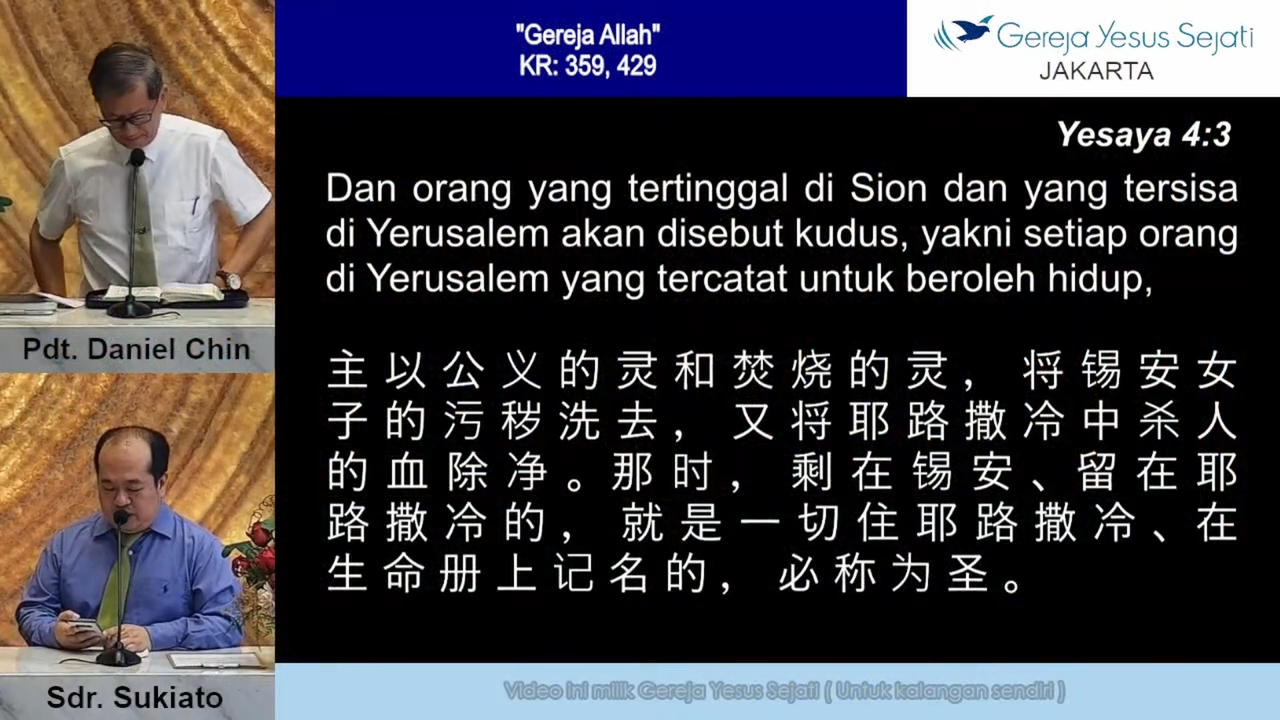 "Gereja Allah"
KR: 359, 429
Gereja Yesus Sejati
JAKARTA
Yesaya 4:3
Dan orang yang tertinggal di Sion dan yang tersisa
di Yerusalem akan disebut kudus, yakni setiap orang
di Yerusalem yang tercatat untuk beroleh hidup,
主以公义的灵和焚烧的灵，将锡安女
子的污秽洗去，又将耶路撒冷中杀人
的血除净。那时，剩在锡安、留在耶
路撒冷的，就是一切住耶路撒冷、在
生命册上记名的，必称为圣。
Pdt. Daniel Chin
Sdr. Sukiato
Video ini milik Gereja Yesus Sejati ( Untuk kalangan sendiri )